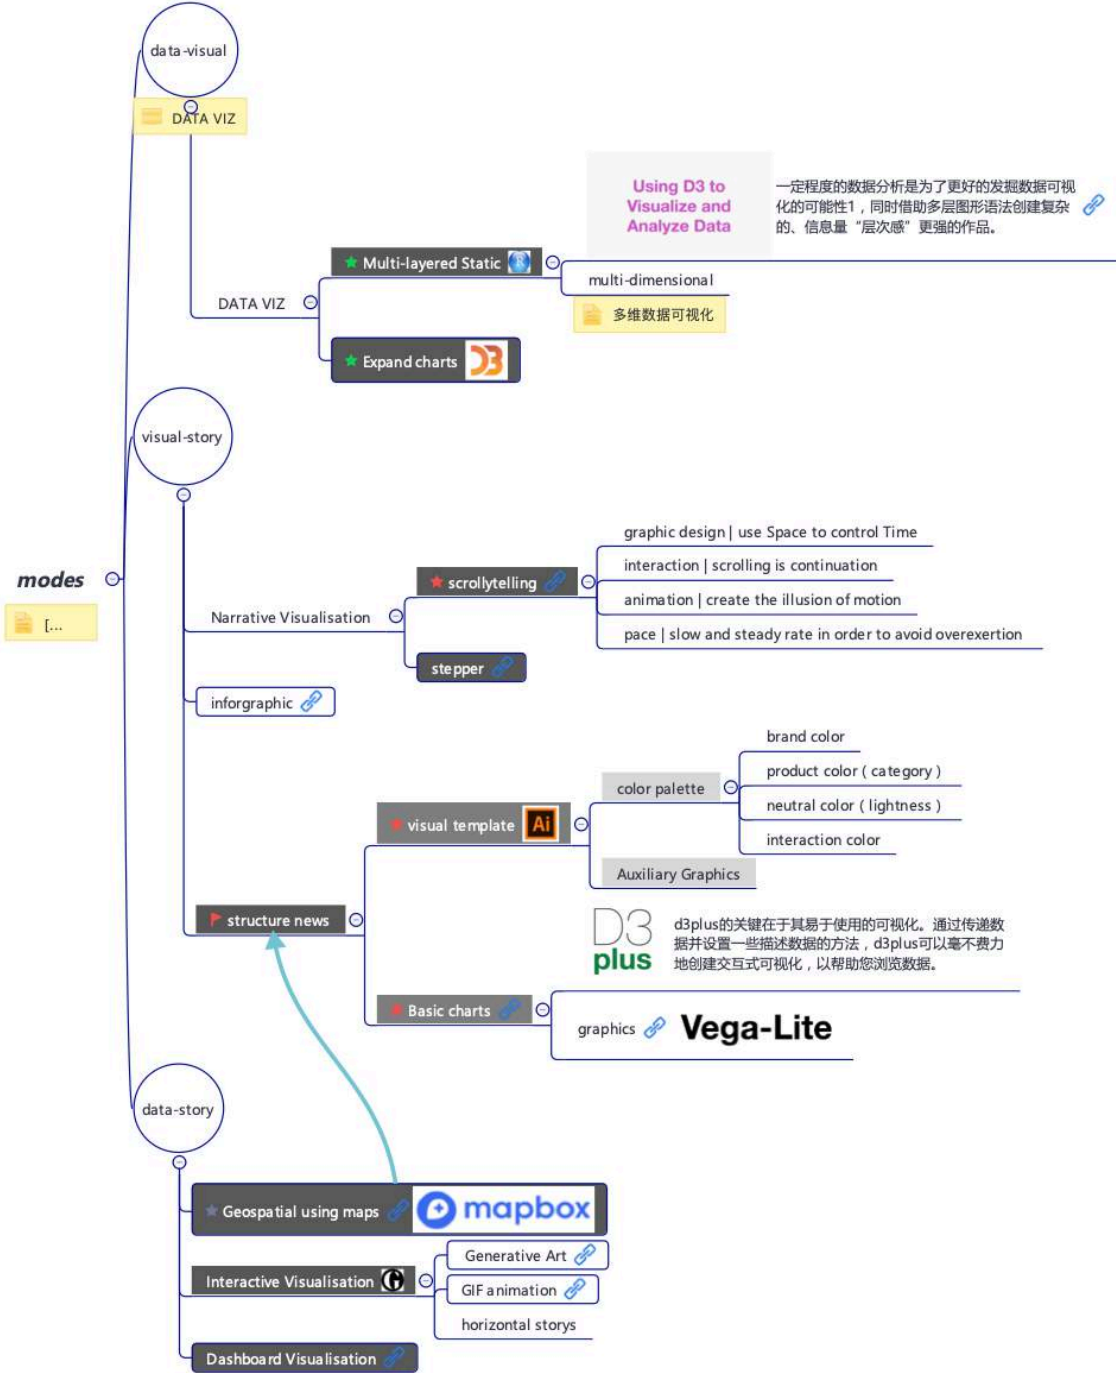 data-visual
DATA VIZ
Using D3 to
Visualize and
Analyze Data
一定程度的数据分析是为了更好的发掘数据可视
化的可能性1，同时借助多层图形语法创建复杂
的、信息量“层次感”更强的作品。
Multi-layered Static
R
multi-dimensional
DATA VIZ
多维数据可视化
Expand charts
D3
visual-story
graphic design | use Space to control Time
interaction | scrolling is continuation
modes
scrollytelling
animation | create the illusion of motion
[...
Narrative Visualisation
pace | slow and steady rate in order to avoid overexertion
stepper
inforgraphic
brand color
product color ( category )
color palette
neutral color ( lightness )
visual template
Ai
interaction color
Auxiliary Graphics
structure news
D3
plus
d3plus的关键在于其易于使用的可视化。通过传递数
据并设置一些描述数据的方法，d3plus可以毫不费力
地创建交互式可视化，以帮助您浏览数据。
Basic charts
graphics
Vega-Lite
data-story
Geospatial using maps
mapbox
Generative Art
Interactive Visualisation
GIF animation
horizontal storys
Dashboard Visualisation